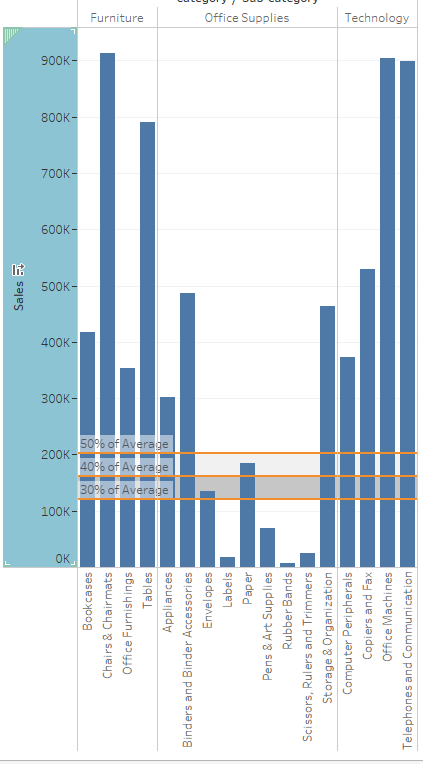 Category / Sub-Category
Furniture
Office Supplies
Technology
Sales
900K
800K
700K
600K
500K
400K
300K
200K
100K
0K
50% of Average
40% of Average
30% of Average
Bookcases
Chairs & Chairmats
Office Furnishings
Tables
Appliances
Binders and Binder Accessories
Envelopes
Labels
Paper
Pens & Art Supplies
Rubber Bands
Scissors, Rulers and Trimmers
Storage & Organization
Computer Peripherals
Copiers and Fax
Office Machines
Telephones and Communication